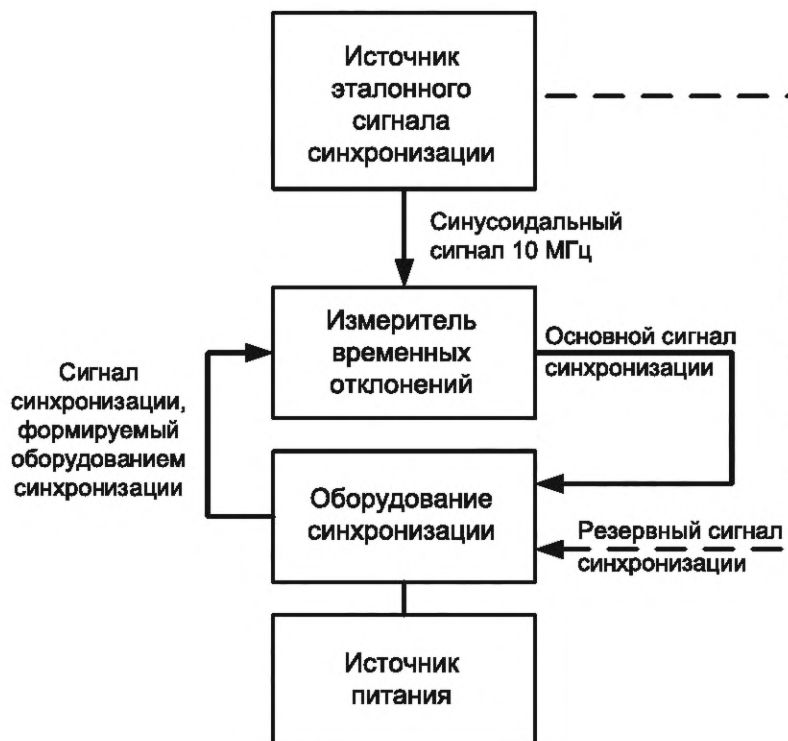 Источник
эталонного
сигнала
синхронизации
Синусоидальный
сигнал 10 МГц
Измеритель
временных
отклонений
Основной сигнал
синхронизации
Сигнал
синхронизации,
формируемый
оборудованием
синхронизации
Оборудование
синхронизации
Резервный сигнал
синхронизации
Источник
питания